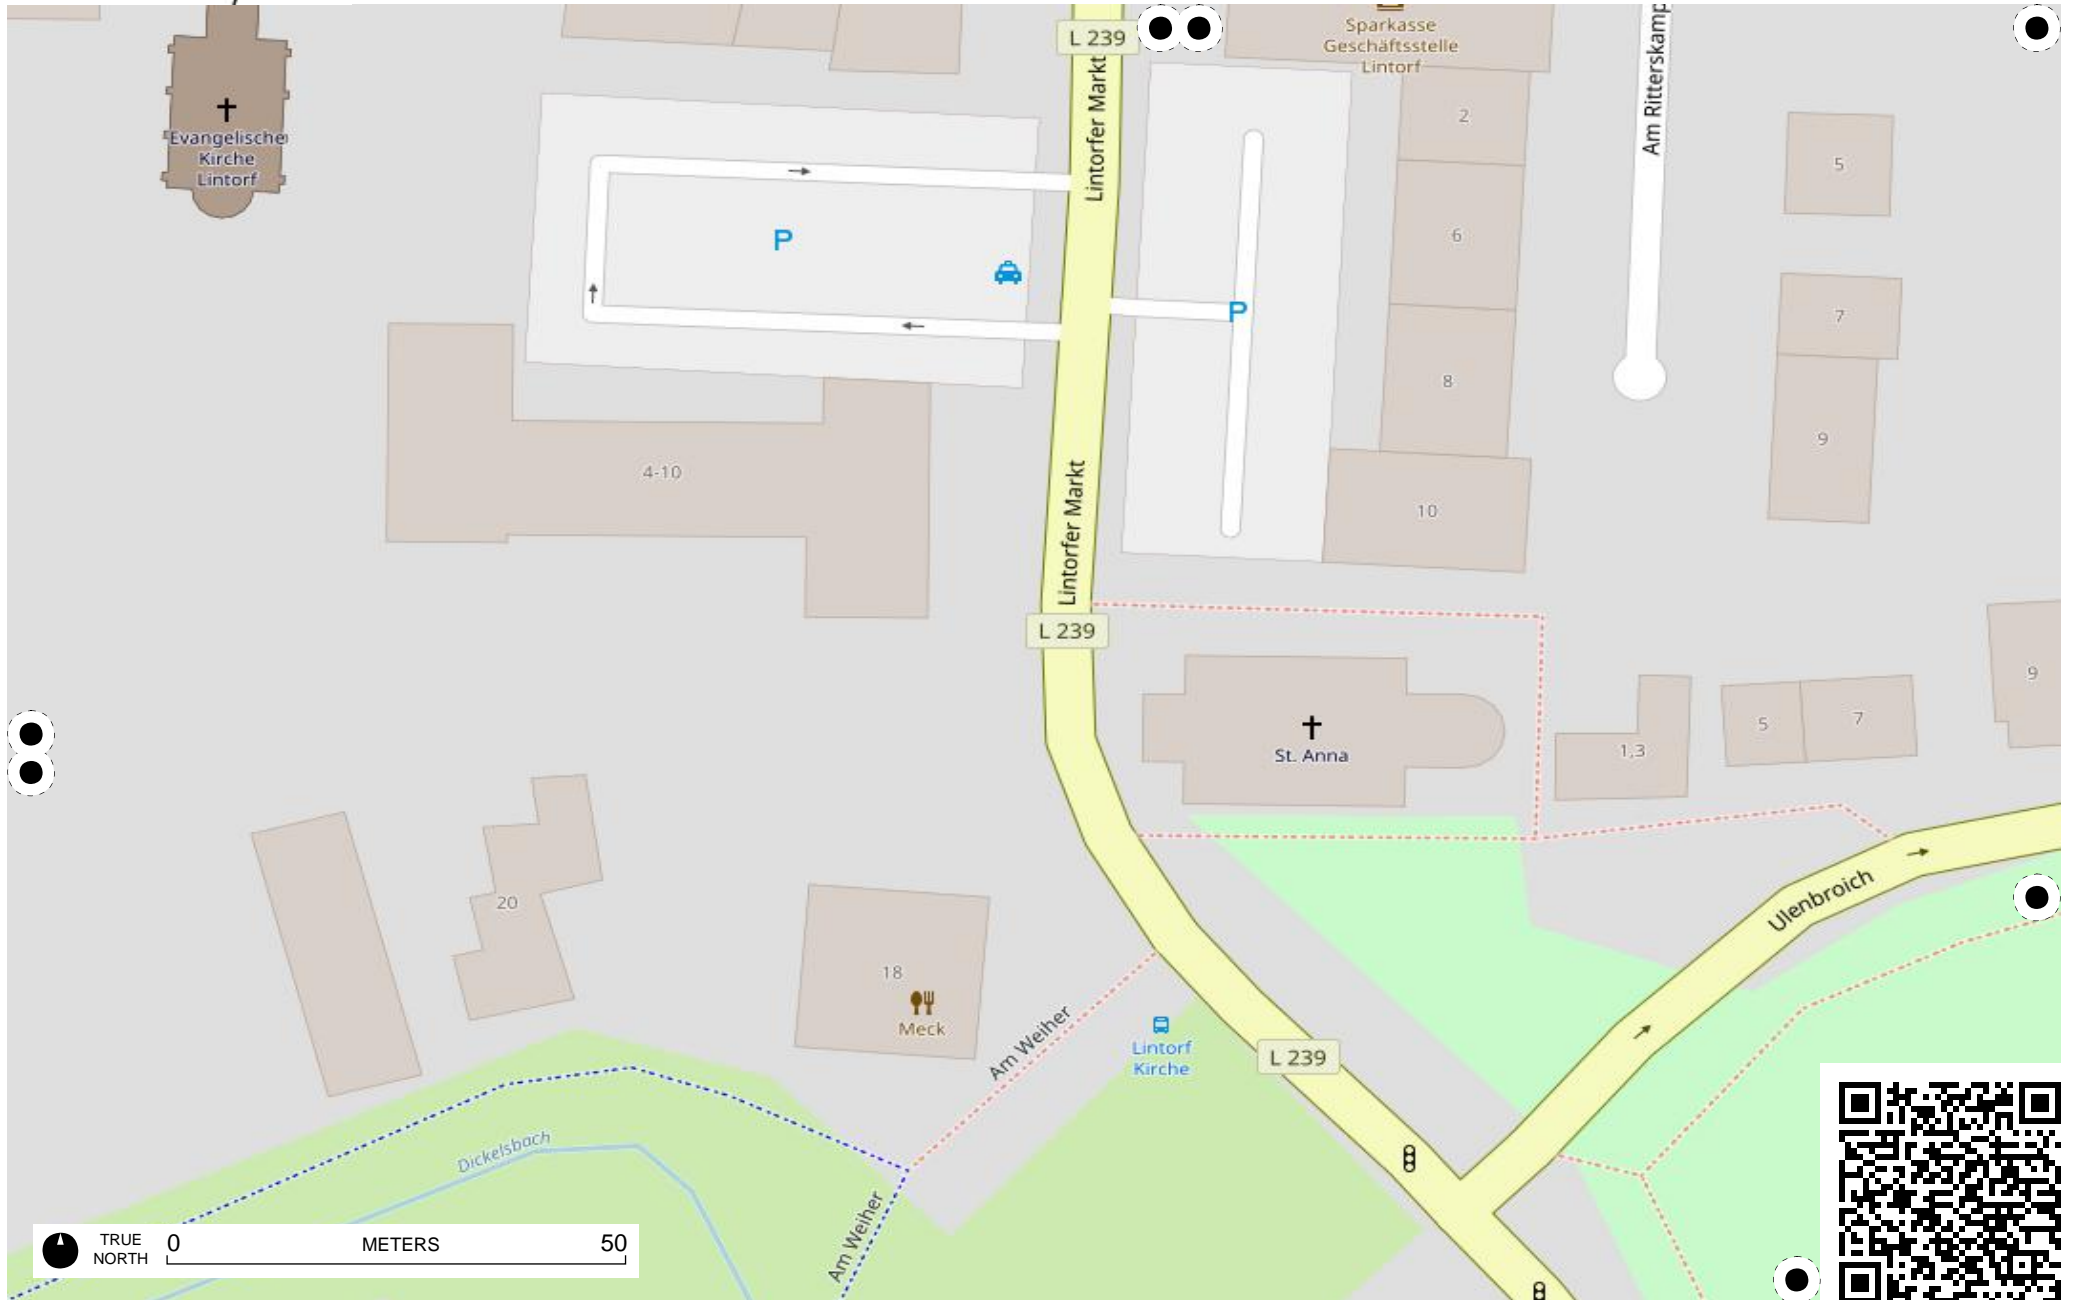 L 239
Sparkasse
Geschäftsstelle
Lintorf
Am Ritterskamp
Lintorfer Markt
Evangelische
Kirche
Lintorf
2
5
P
6
P
7
8
9
4-10
10
Lintorfer Markt
L 239
St. Anna
1,3
5
7
9
Ulenbroich
20
18
Meck
Am Weiher
Lintorf
Kirche
L 239
Dickelsbach
Am Weiher
TRUE
NORTH
0
METERS
50